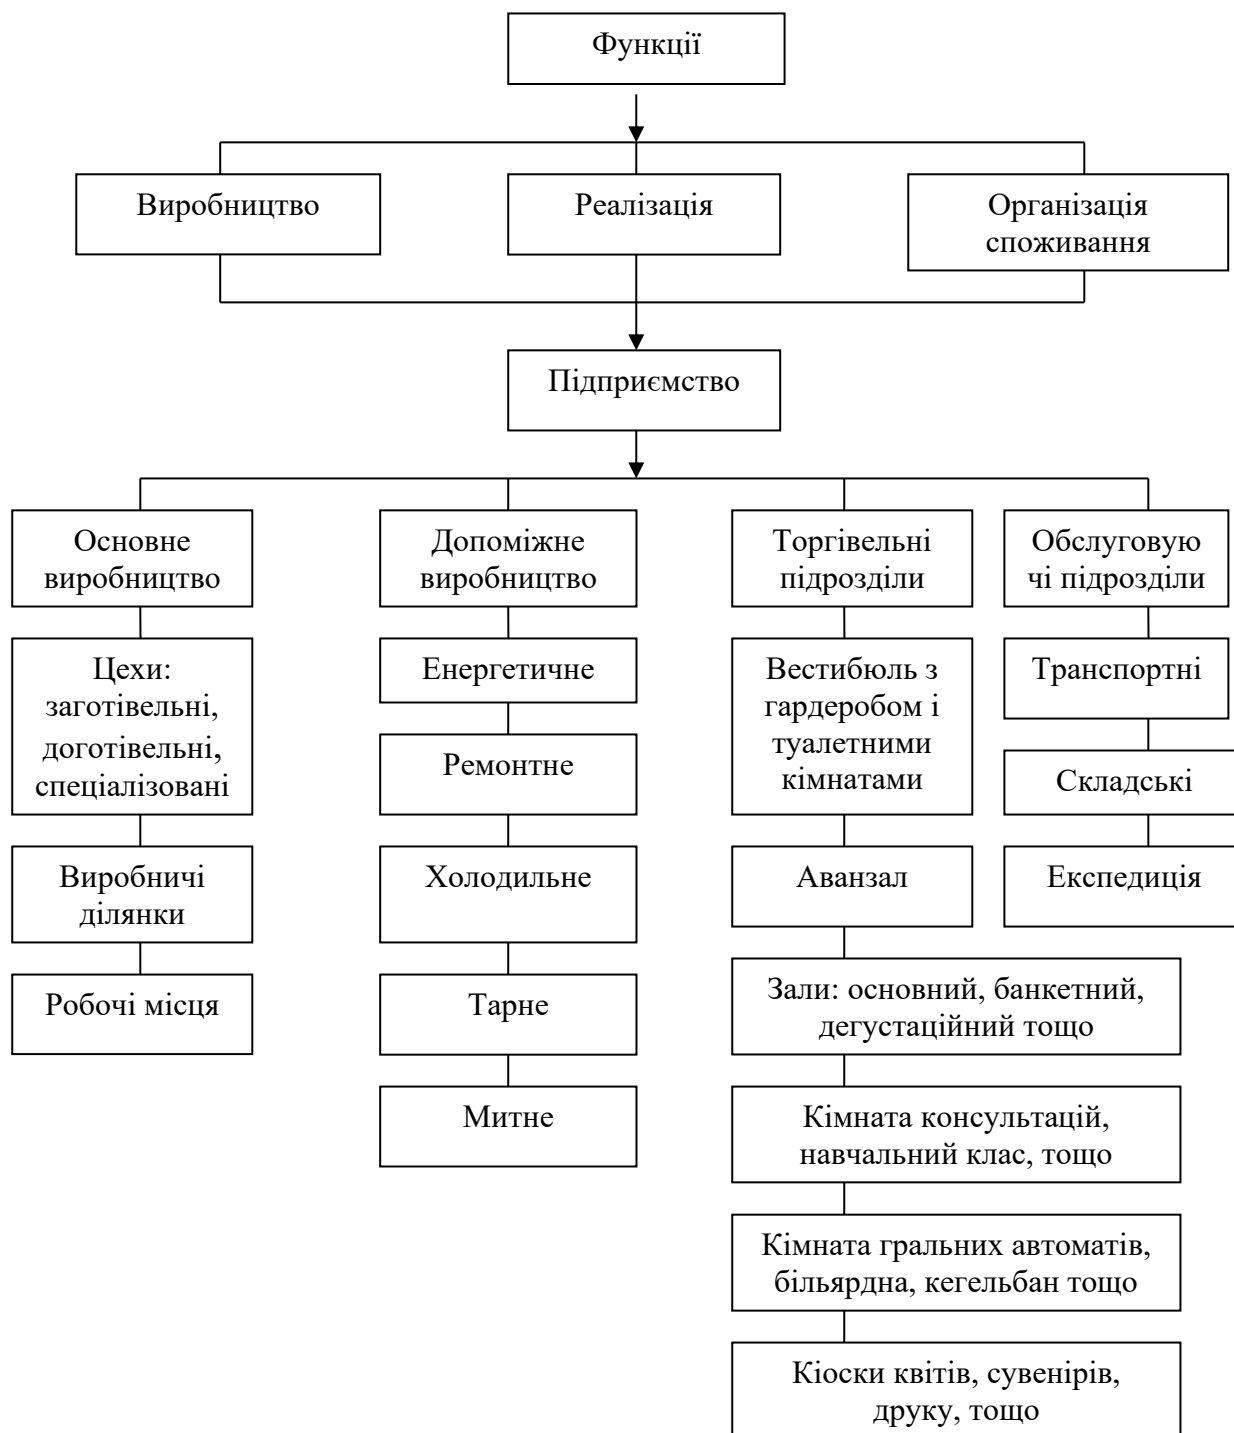 Функції
Виробництво
Реалізація
Організація
споживання
Підприємство
Основне
виробництво
Допоміжне
виробництво
Торгівельні
підрозділи
Обслуговую
чі підрозділи
Цехи:
заготівельні,
доготівельні,
спеціалізовані
Енергетичне
Вестибюль з
гардеробом і
туалетними
кімнатами
Транспортні
Ремонтне
Складські
Виробничі
ділянки
Холодильне
Аванзал
Експедиція
Робочі місця
Тарне
Зали: основний, банкетний,
дегустаційний тощо
Митне
Кімната консультацій,
навчальний клас, тощо
Кімната гральних автоматів,
більярдна, кегельбан тощо
Кіоски квітів, сувенірів,
друку, тощо